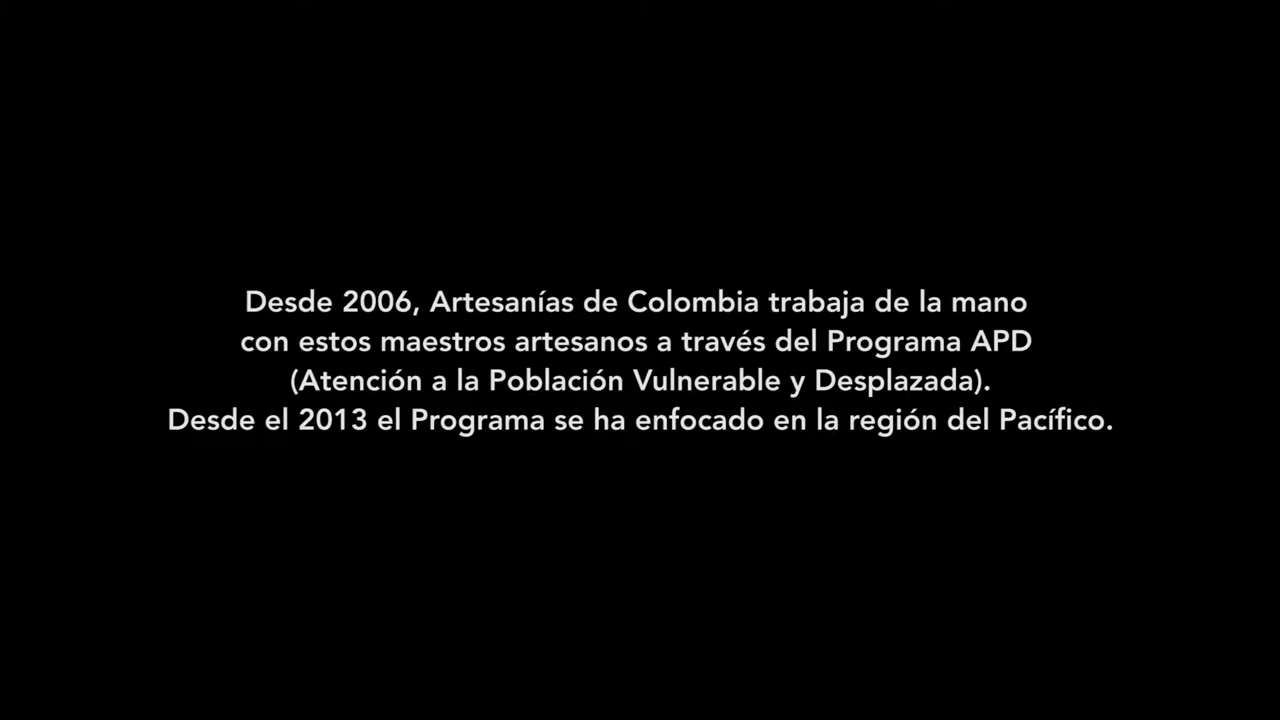 Desde 2006, Artesanías de Colombia trabaja de la mano
con estos maestros artesanos a través del Programa APD
(Atención a la Población Vulnerable y Desplazada).
Desde el 2013 el Programa se ha enfocado en la región del Pacífico.